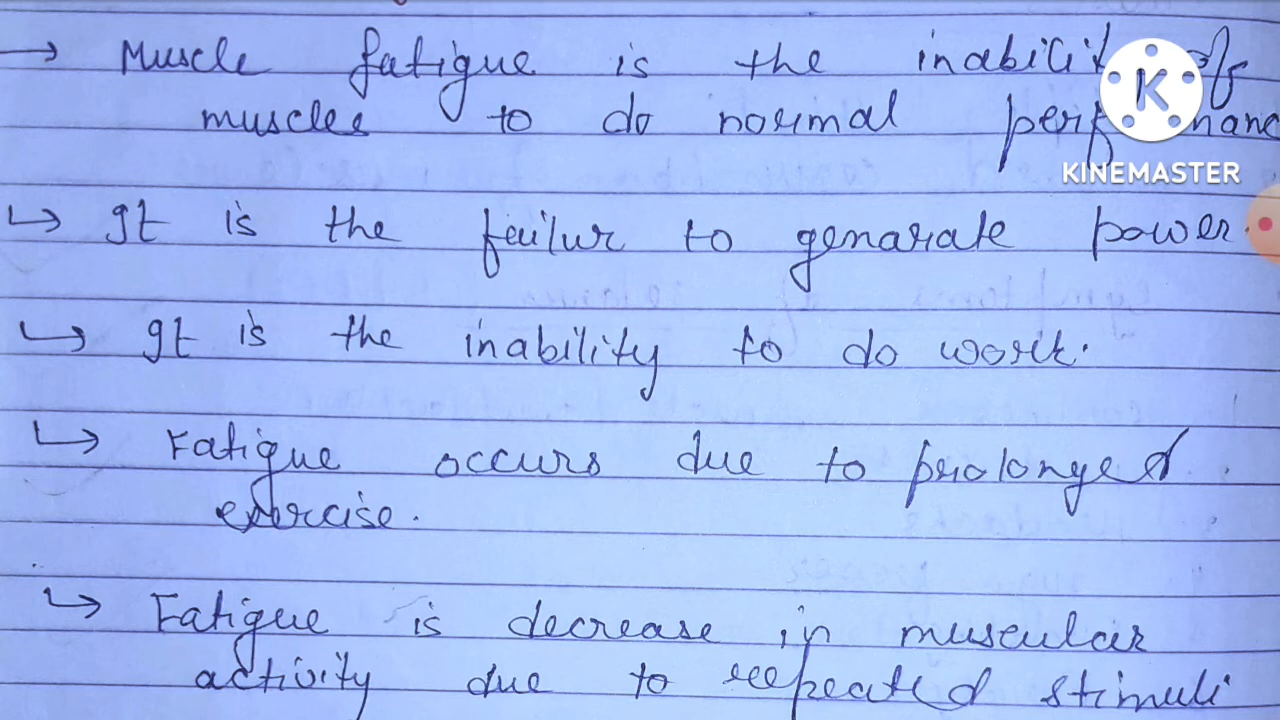 → Muscle fatigue is the inability of
muscles to do normal performanc
↳ It is the feuilur to genarate power.
↳ It is the inability to do work.
↳ Fatigue occurs due to prolonged
exercise.
↳ Fatigue is decrease in muscular
activity due to repeated stimuli
K
KINEMASTER